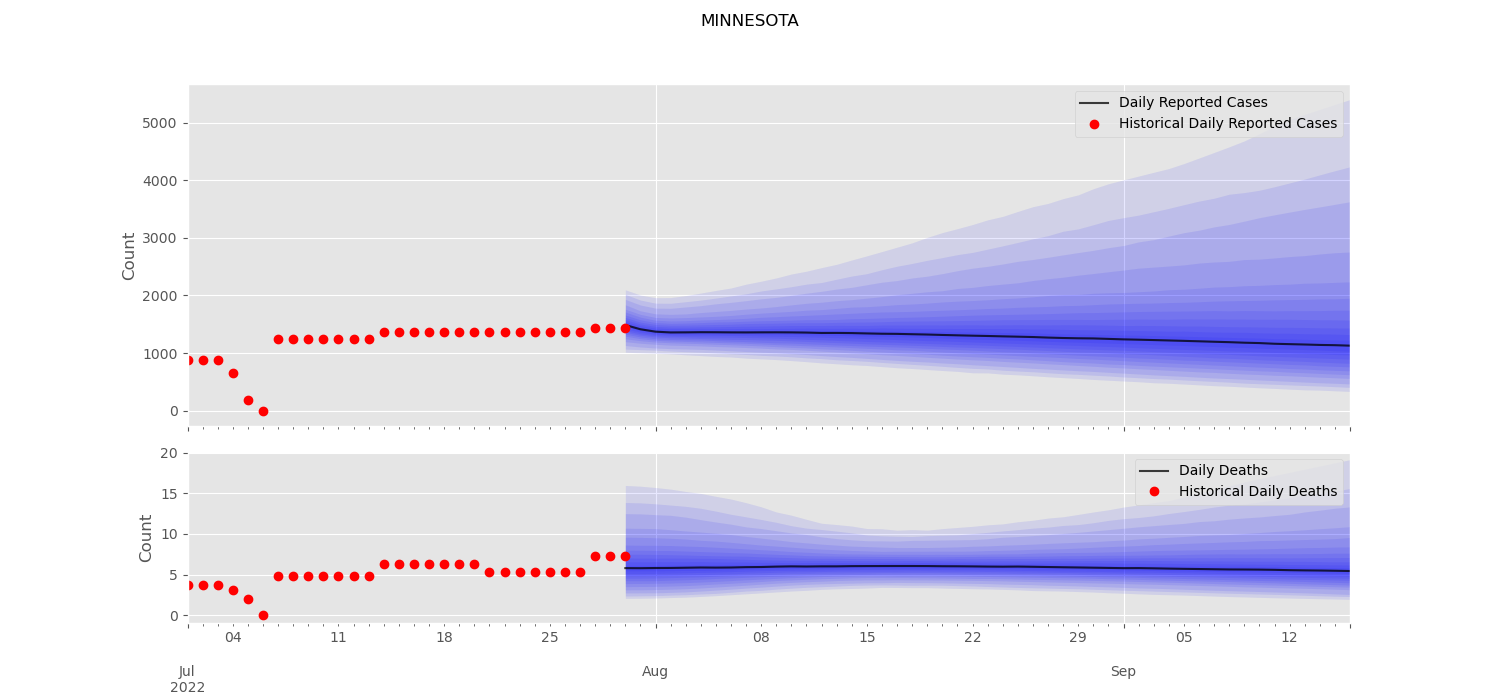 MINNESOTA
Daily Reported Cases
Historical Daily Reported Cases
5000
4000
3000
2000
1000
0
Count
Daily Deaths
Historical Daily Deaths
20
15
10
5
0
Count
04 11 18 25 08 15 22 29 05 12
Jul Aug Sep
2022